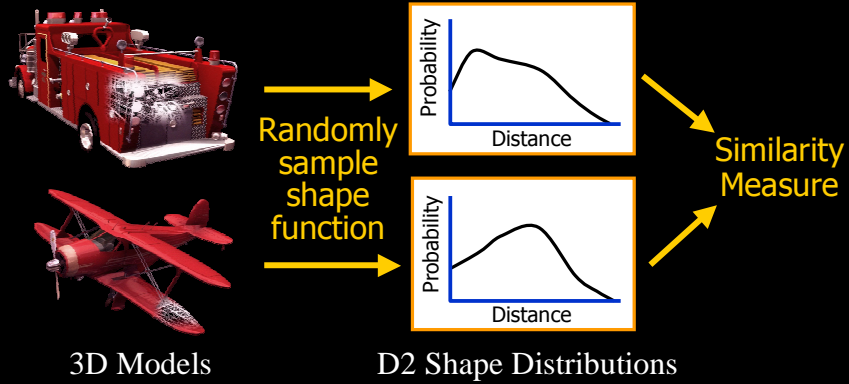 Probability
Distance
Randomly
sample
shape
function
Similarity
Measure
Probability
Distance
3D Models
D2 Shape Distributions